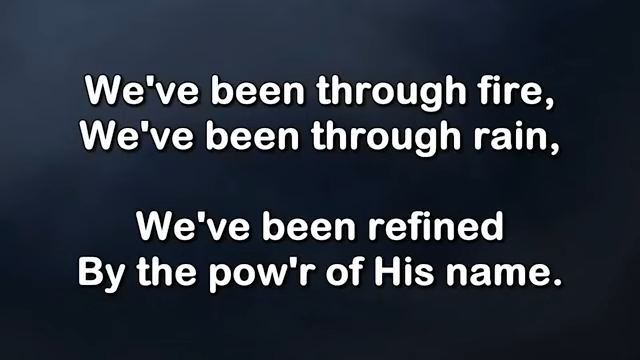 We've been through fire,
We've been through rain,
We've been refined
By the pow'r of His name.